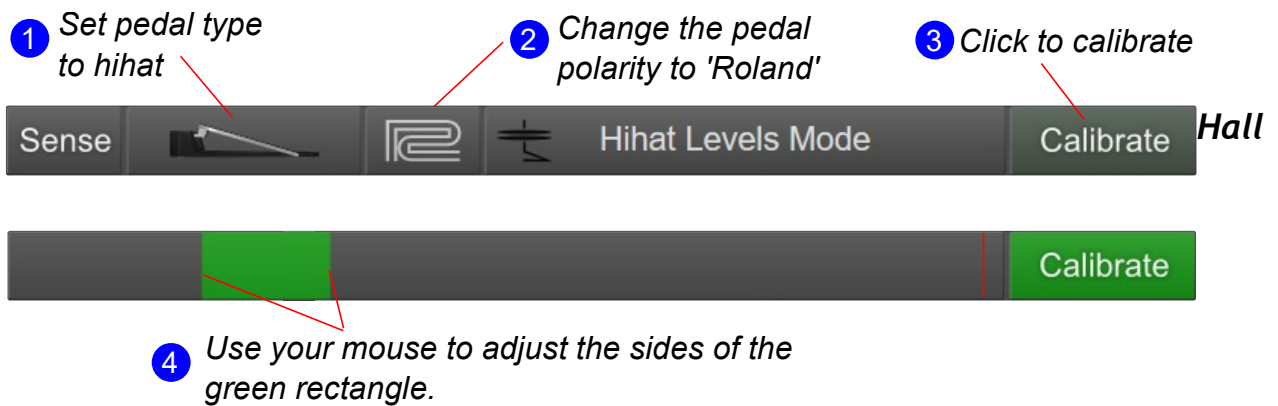 1 Set pedal type
to hihat
2 Change the pedal
polarity to 'Roland'
3 Click to calibrate
Sense Hihat Levels Mode Calibrate Hall
Calibrate
4 Use your mouse to adjust the sides of the
green rectangle.